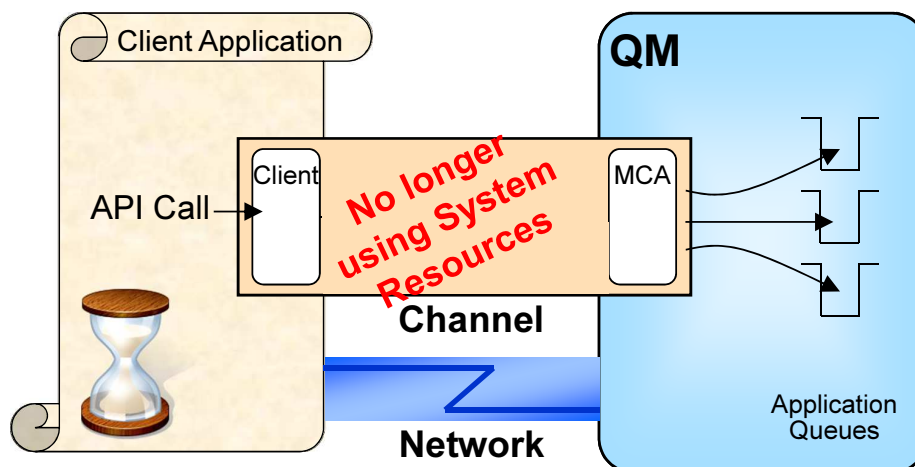 Client Application
QM
Client
No longer
using System
Resources
MCA
API Call
Channel
Network
Application
Queues